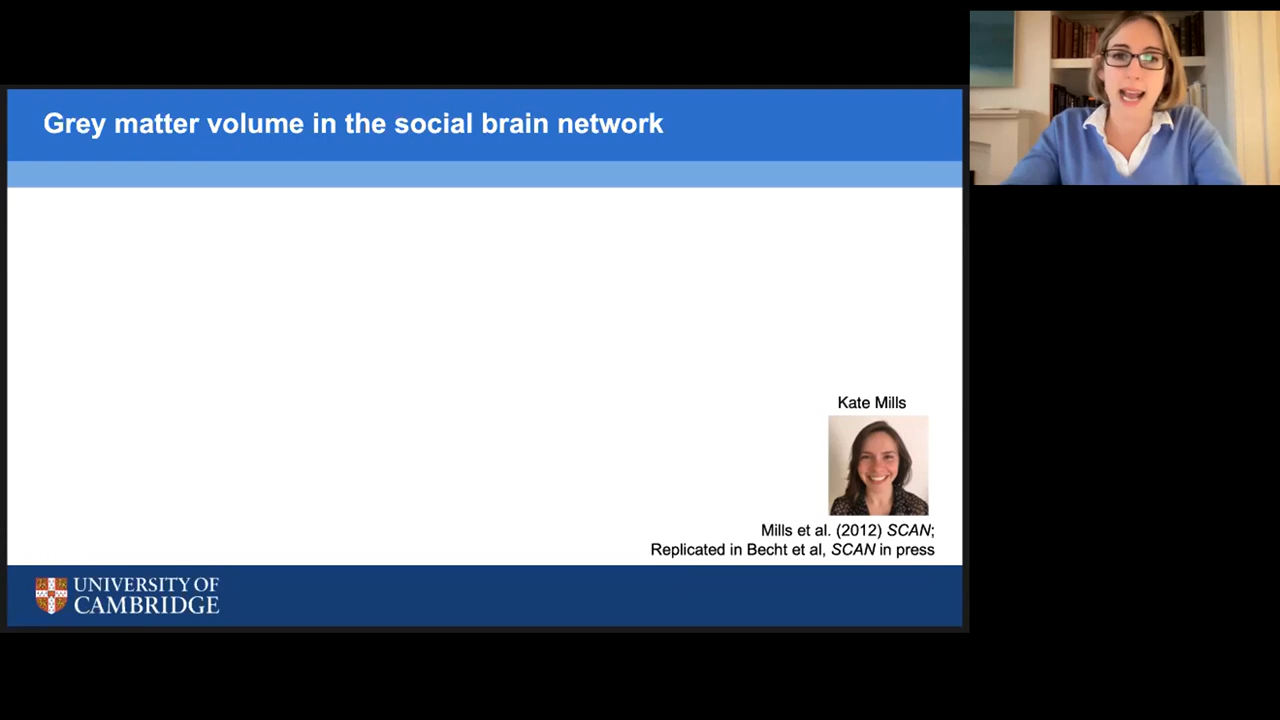 Grey matter volume in the social brain network
Kate Mills
Mills et al. (2012) SCAN;
Replicated in Becht et al, SCAN in press
UNIVERSITY OF
CAMBRIDGE